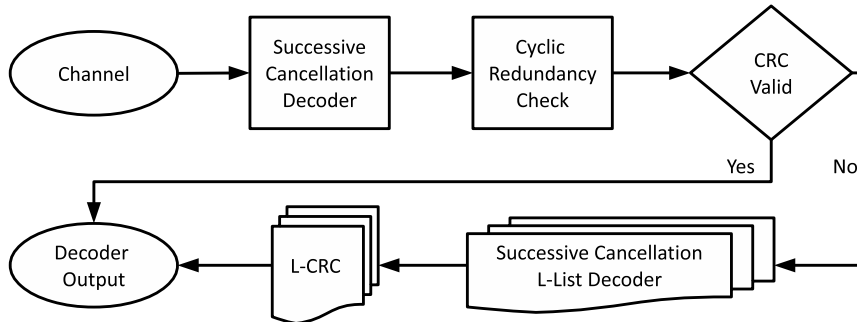 Channel
Successive
Cancellation
Decoder
Cyclic
Redundancy
Check
CRC
Valid
Yes
No
Decoder
Output
L-CRC
Successive Cancellation
L-List Decoder